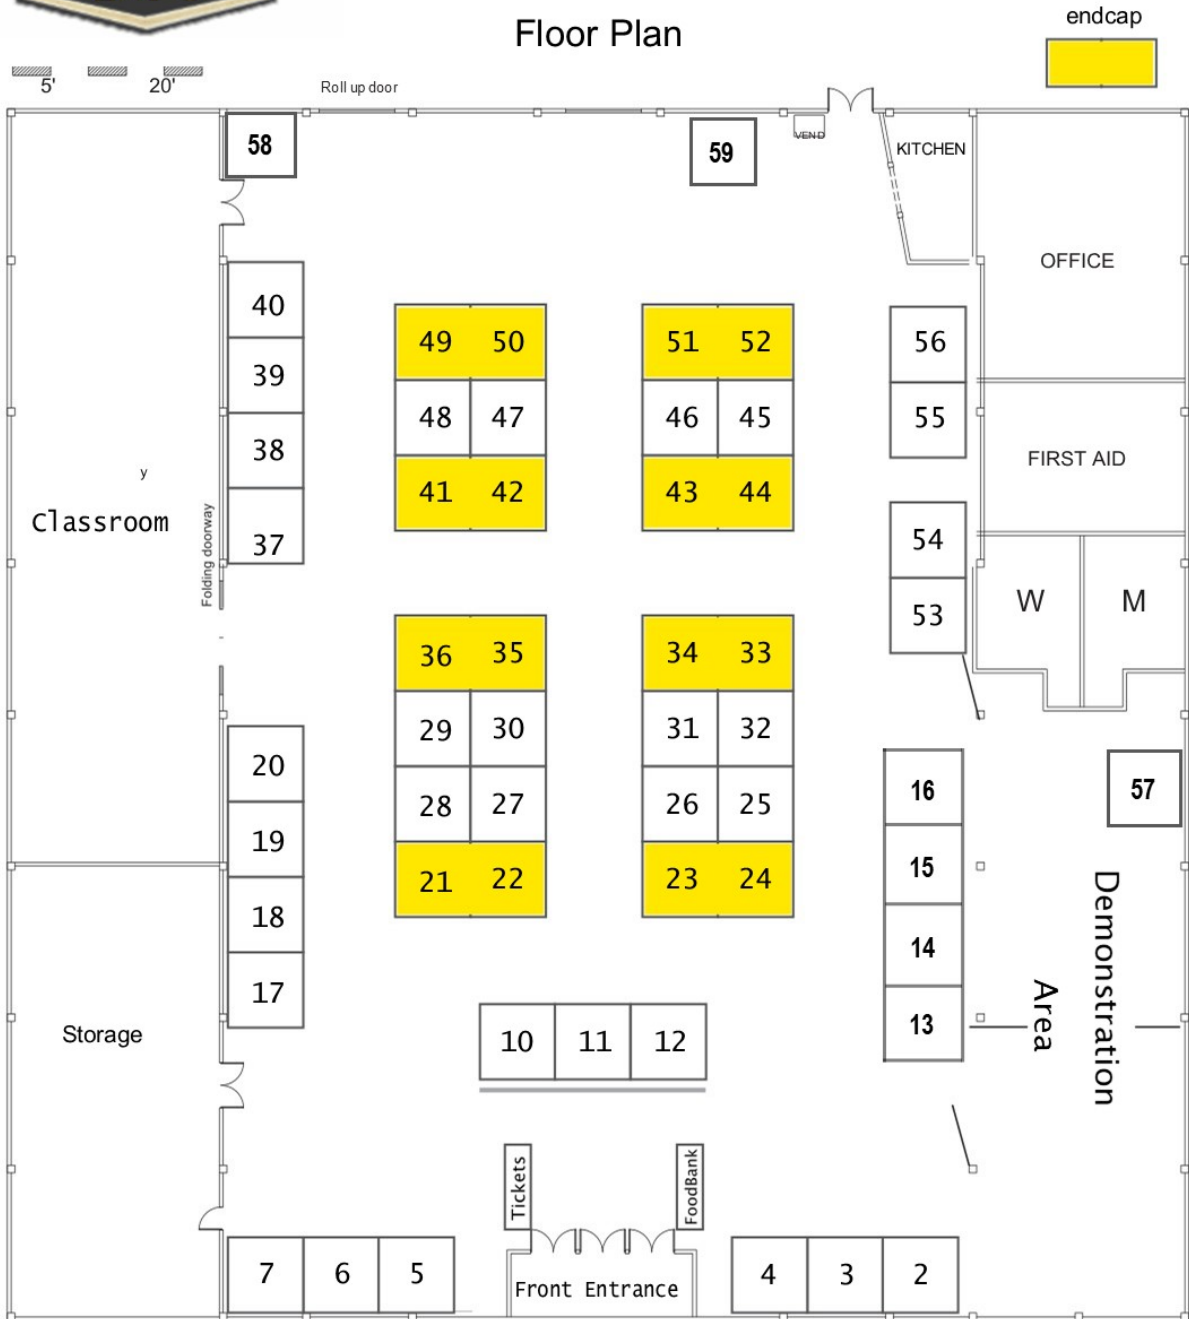 Floor Plan
endcap
5' 20'
Roll up door
58
59
VEND
KITCHEN
OFFICE
40
39
38
37
49 50
48 47
41 42
51 52
46 45
43 44
56
55
FIRST AID
54
53
W M
y
Classroom
Folding doorway
36 35
29 30
28 27
21 22
34 33
31 32
26 25
23 24
20
19
18
17
16
15
14
13
57
Demonstration
Area
Storage
10 11 12
Tickets
FoodBank
7 6 5
Front Entrance
4 3 2